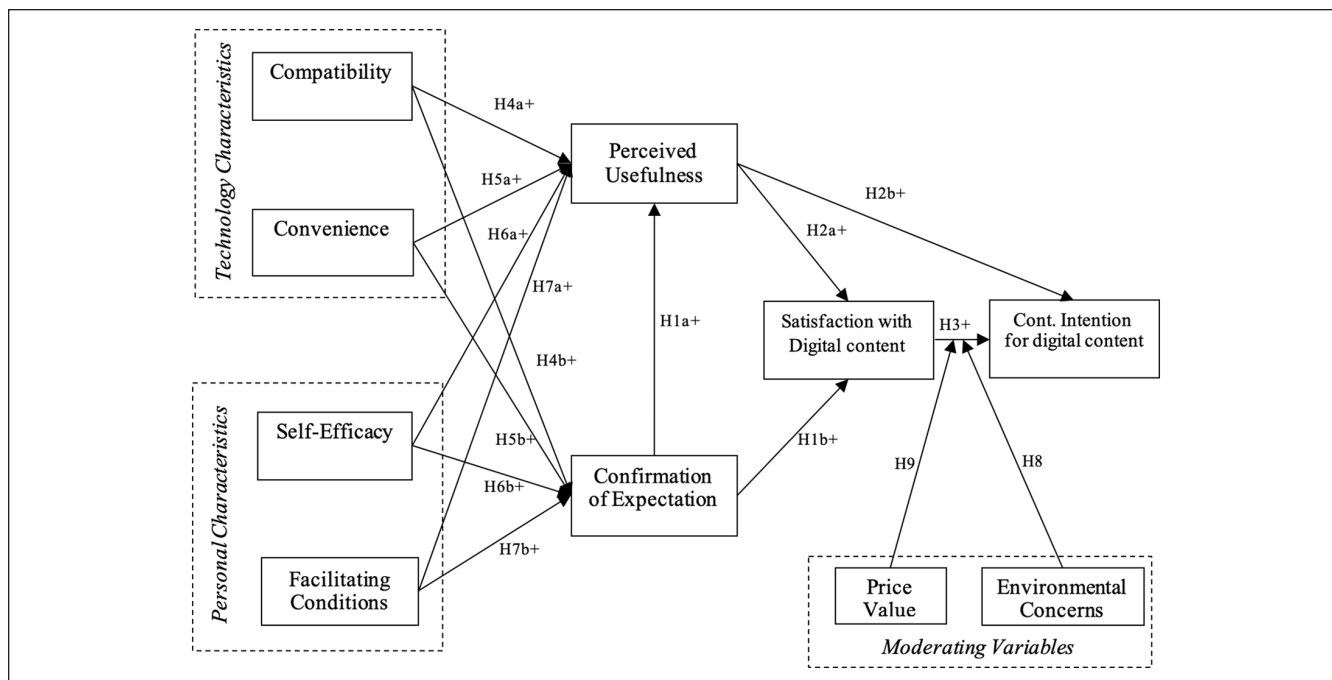 Technology Characteristics
Compatibility
Convenience
Personal Characteristics
Self-Efficacy
Facilitating
Conditions
H4a+
H5a+
H6a+
H7a+
H4b+
H5b+
H6b+
H7b+
Perceived
Usefulness
H1a+
Confirmation
of Expectation
H2b+
H2a+
H1b+
Satisfaction with
Digital content
H3+
Cont. Intention
for digital content
H9
H8
Price
Value
Environmental
Concerns
Moderating Variables